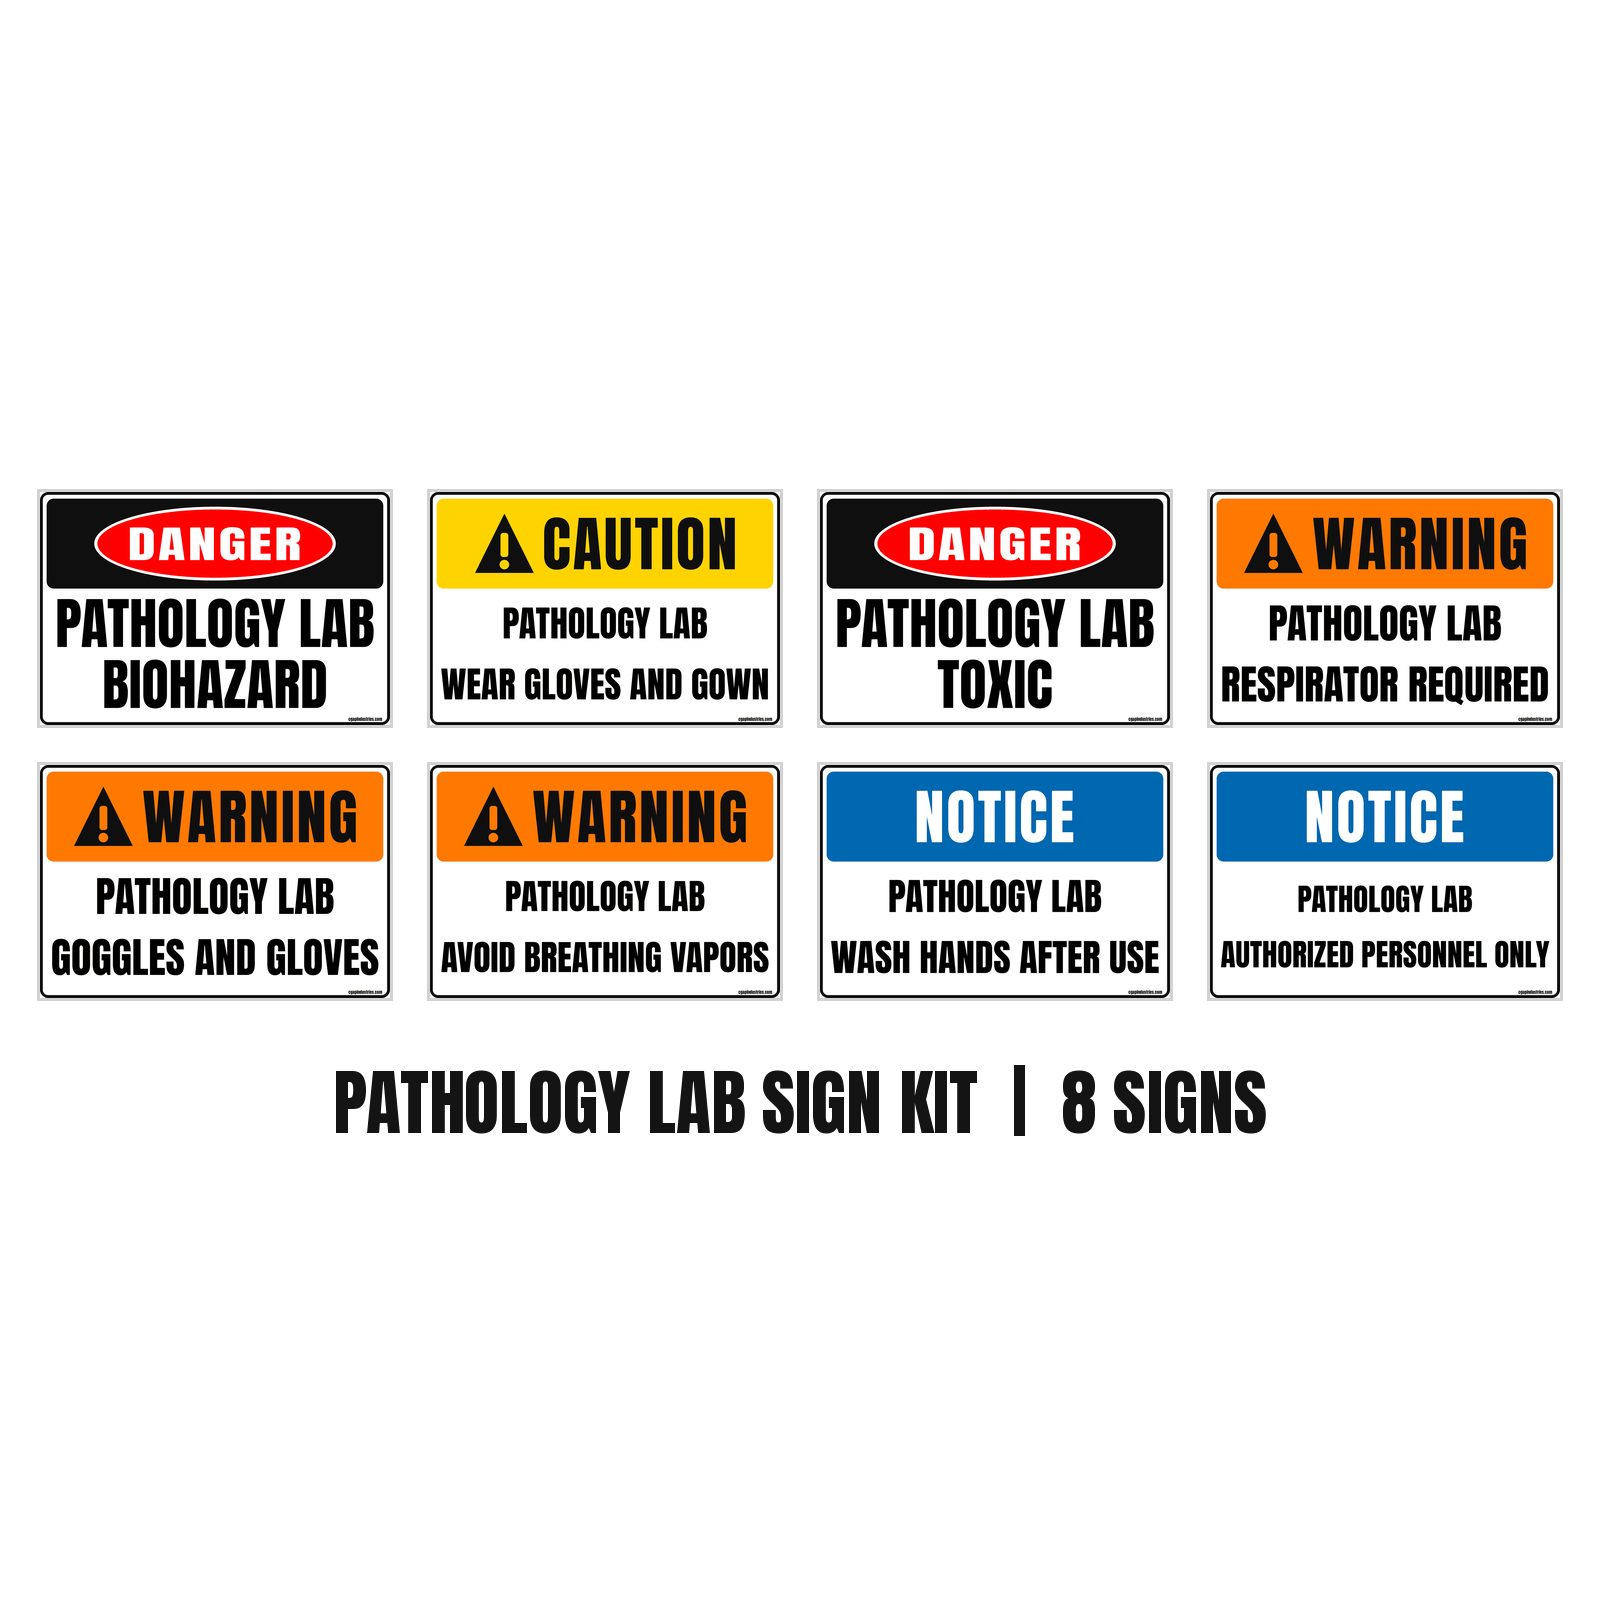 DANGER
PATHOLOGY LAB
BIOHAZARD
CAUTION
PATHOLOGY LAB
WEAR GLOVES AND GOWN
DANGER
PATHOLOGY LAB
TOXIC
WARNING
PATHOLOGY LAB
RESPIRATOR REQUIRED
WARNING
PATHOLOGY LAB
GOGGLES AND GLOVES
WARNING
PATHOLOGY LAB
AVOID BREATHING VAPORS
NOTICE
PATHOLOGY LAB
WASH HANDS AFTER USE
NOTICE
PATHOLOGY LAB
AUTHORIZED PERSONNEL ONLY
PATHOLOGY LAB SIGN KIT | 8 SIGNS